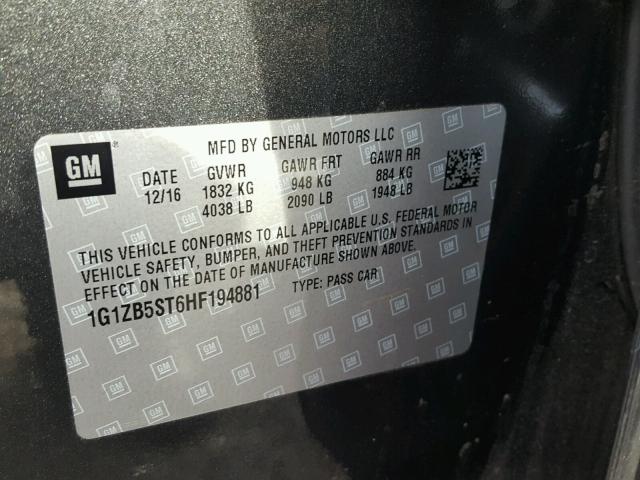 GM
MFD BY GENERAL MOTORS LLC
DATE GVWR GAWR FRT GAWR RR
12/16 1832 KG 948 KG 884 KG
4038 LB 2090 LB 1948 LB
THIS VEHICLE CONFORMS TO ALL APPLICABLE U.S. FEDERAL MOTOR
VEHICLE SAFETY, BUMPER, AND THEFT PREVENTION STANDARDS IN
EFFECT ON THE DATE OF MANUFACTURE SHOWN ABOVE.
1G1ZB5ST6HF194881 TYPE: PASS CAR